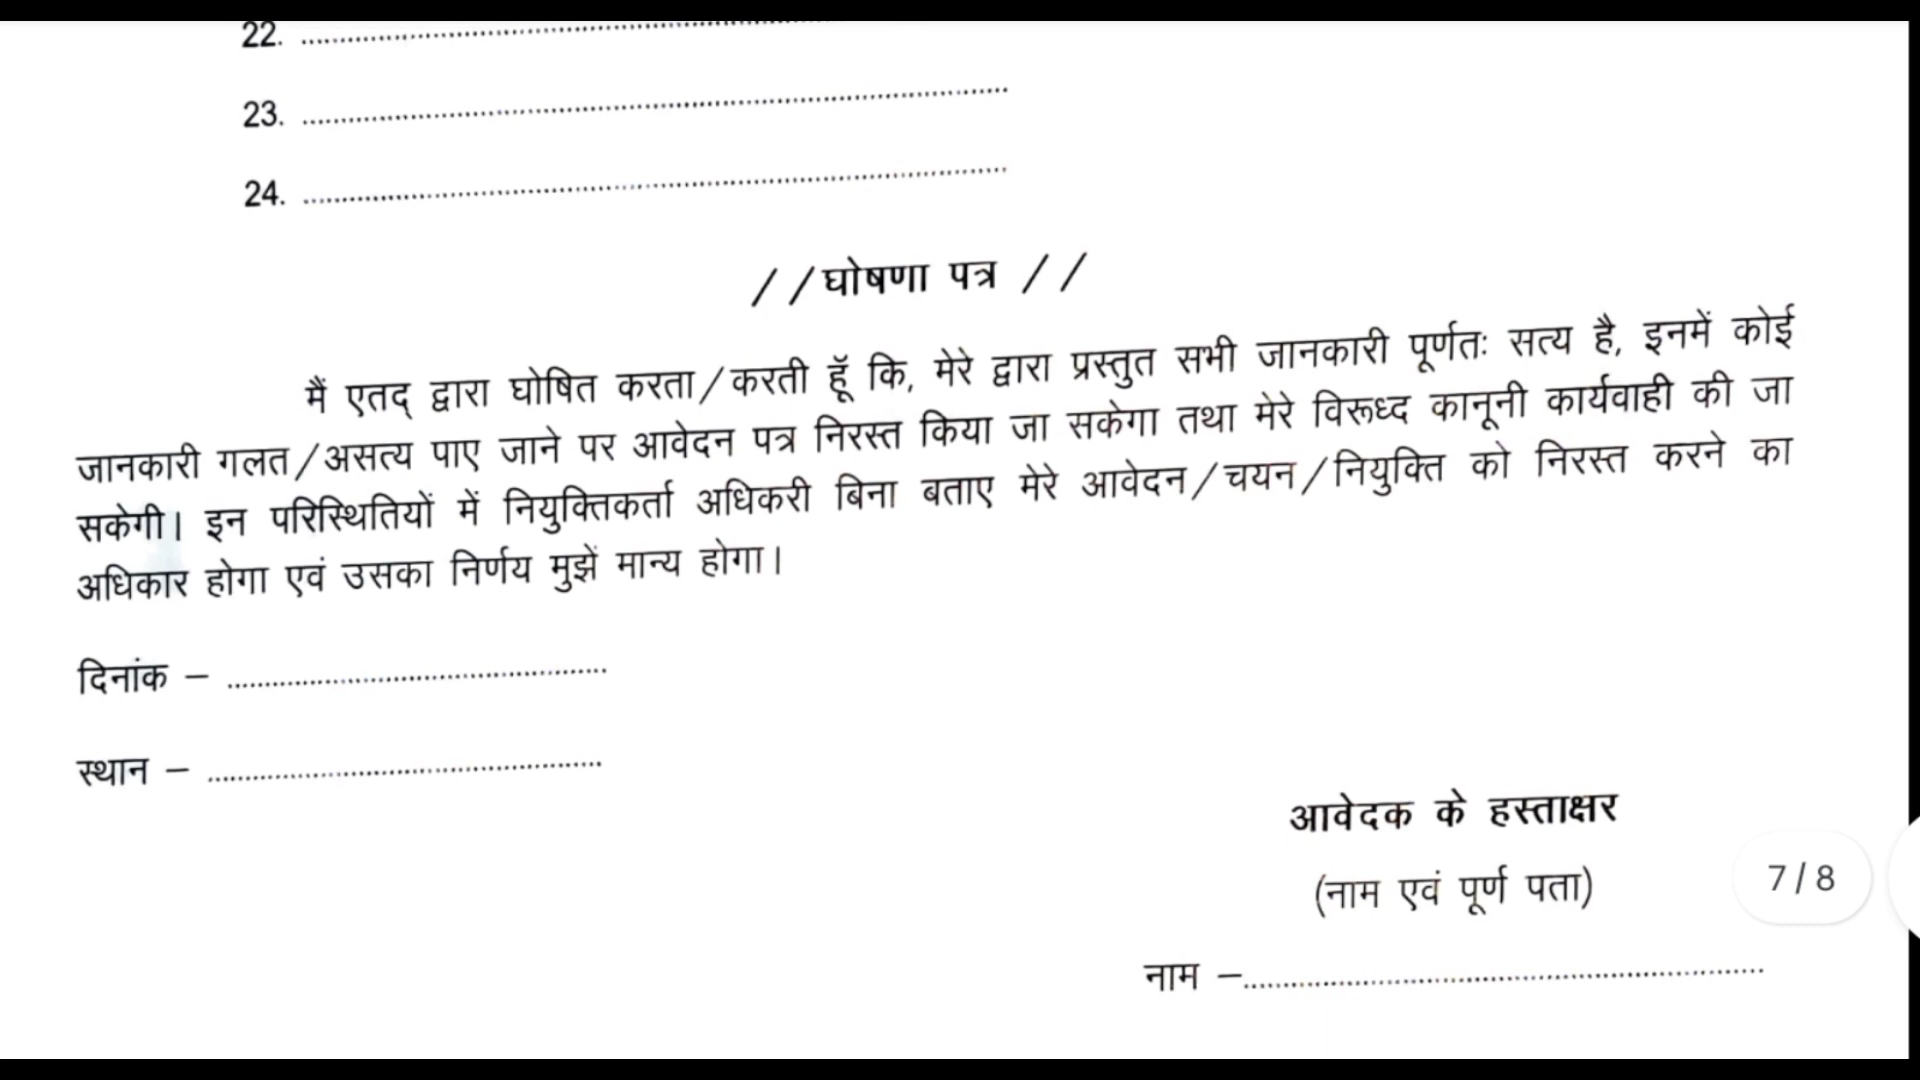 22. ........................................
23. ........................................
24. ........................................
//घोषणा पत्र //
मैं एतद् द्वारा घोषित करता/करती हूँ कि, मेरे द्वारा प्रस्तुत सभी जानकारी पूर्णतः सत्य है, इनमें कोई
जानकारी गलत/असत्य पाए जाने पर आवेदन पत्र निरस्त किया जा सकेगा तथा मेरे विरूध्द कानूनी कार्यवाही की जा
सकेगी। इन परिस्थितियों में नियुक्तिकर्ता अधिकरी बिना बताए मेरे आवेदन/चयन/नियुक्ति को निरस्त करने का
अधिकार होगा एवं उसका निर्णय मुझें मान्य होगा।
दिनांक – ........................................
स्थान – ........................................
आवेदक के हस्ताक्षर
(नाम एवं पूर्ण पता)
7/8
नाम –........................................